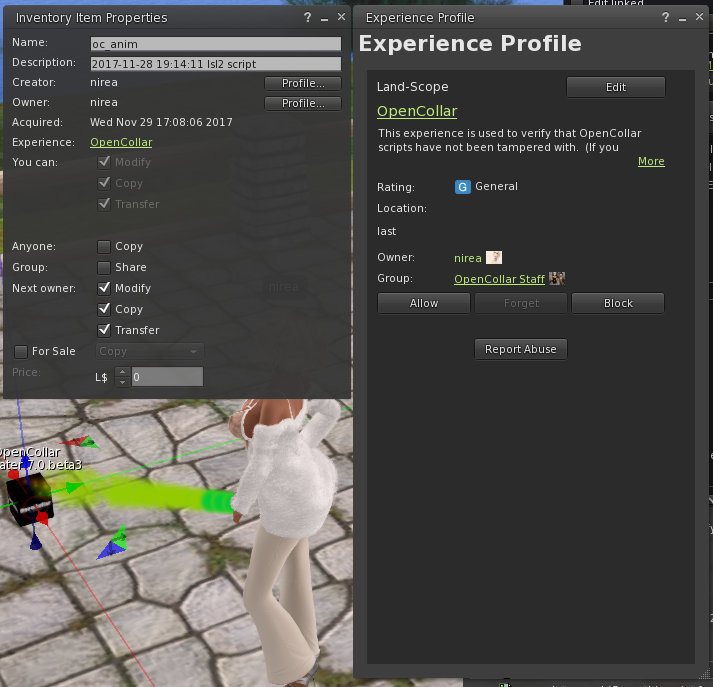 Inventory Item Properties
Name: oc_anim
Description: 2017-11-28 19:14:11 lsl2 script
Creator: nirea Profile...
Owner: nirea Profile...
Acquired: Wed Nov 29 17:08:06 2017
Experience: OpenCollar
You can: Modify
Copy
Transfer
Anyone: Copy
Group: Share
Next owner: Modify
Copy
Transfer
For Sale Copy
Price: L$ 0
OpenCollar
ater 7.0.beta3
Edit linked
Experience Profile
Experience Profile
Land-Scope Edit
OpenCollar
This experience is used to verify that OpenCollar
scripts have not been tampered with. (If you
More
Rating: G General
Location:
last
Owner: nirea
Group: OpenCollar Staff
Allow Forget Block
Report Abuse